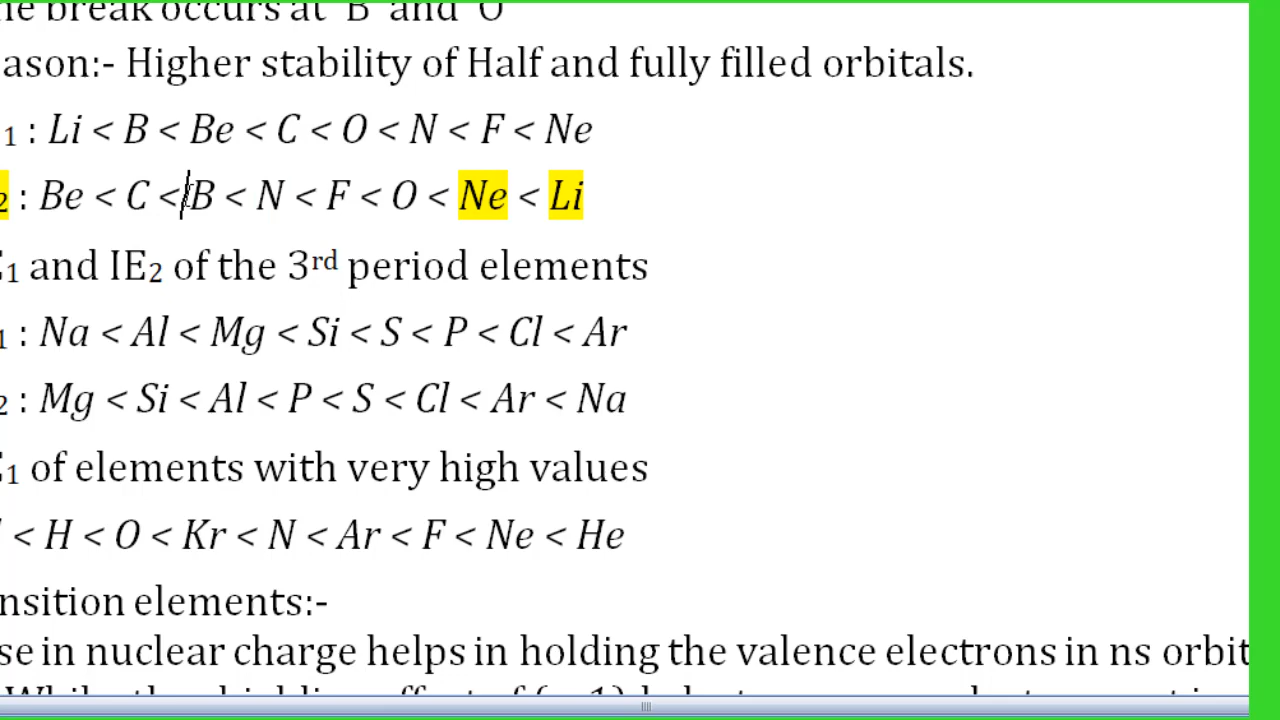 he break occurs at 'B' and 'O'
ason:- Higher stability of Half and fully filled orbitals.
1 : Li < B < Be < C < O < N < F < Ne
2 : Be < C < B < N < F < O < Ne < Li
1 and IE2 of the 3rd period elements
1 : Na < Al < Mg < Si < S < P < Cl < Ar
2 : Mg < Si < Al < P < S < Cl < Ar < Na
1 of elements with very high values
< H < O < Kr < N < Ar < F < Ne < He
nsition elements:-
se in nuclear charge helps in holding the valence electrons in ns orbit